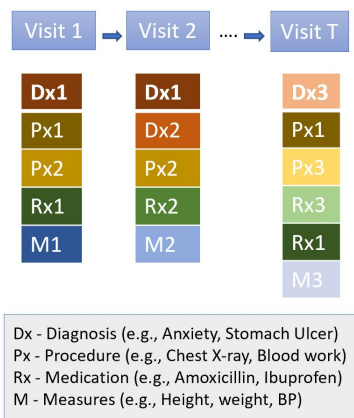 Visit 1 Visit 2 .... Visit T
Dx1 Dx1 Dx3
Px1 Dx2 Px1
Px2 Px2 Px3
Rx1 Rx2 Rx3
M1 M2 Rx1
M3
Dx - Diagnosis (e.g., Anxiety, Stomach Ulcer)
Px - Procedure (e.g., Chest X-ray, Blood work)
Rx - Medication (e.g., Amoxicillin, Ibuprofen)
M - Measures (e.g., Height, weight, BP)